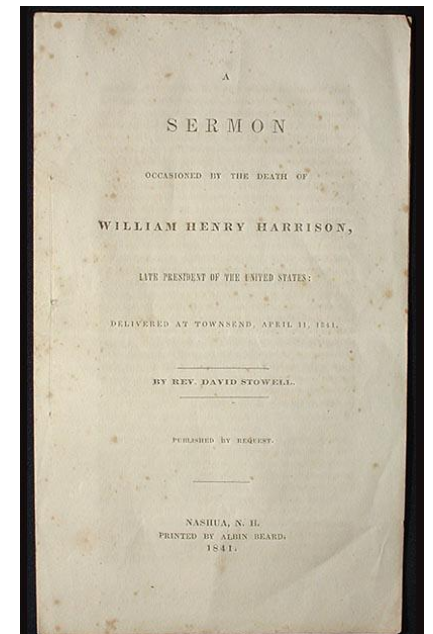 A
SERMON
OCCASIONED BY THE DEATH OF
WILLIAM HENRY HARRISON,
LATE PRESIDENT OF THE UNITED STATES:
DELIVERED AT TOWNSEND, APRIL 11, 1841.
BY REV. DAVID STOWELL.
PUBLISHED BY REQUEST.
NASHUA, N. H.
PRINTED BY ALBIN BEARD.
1841.